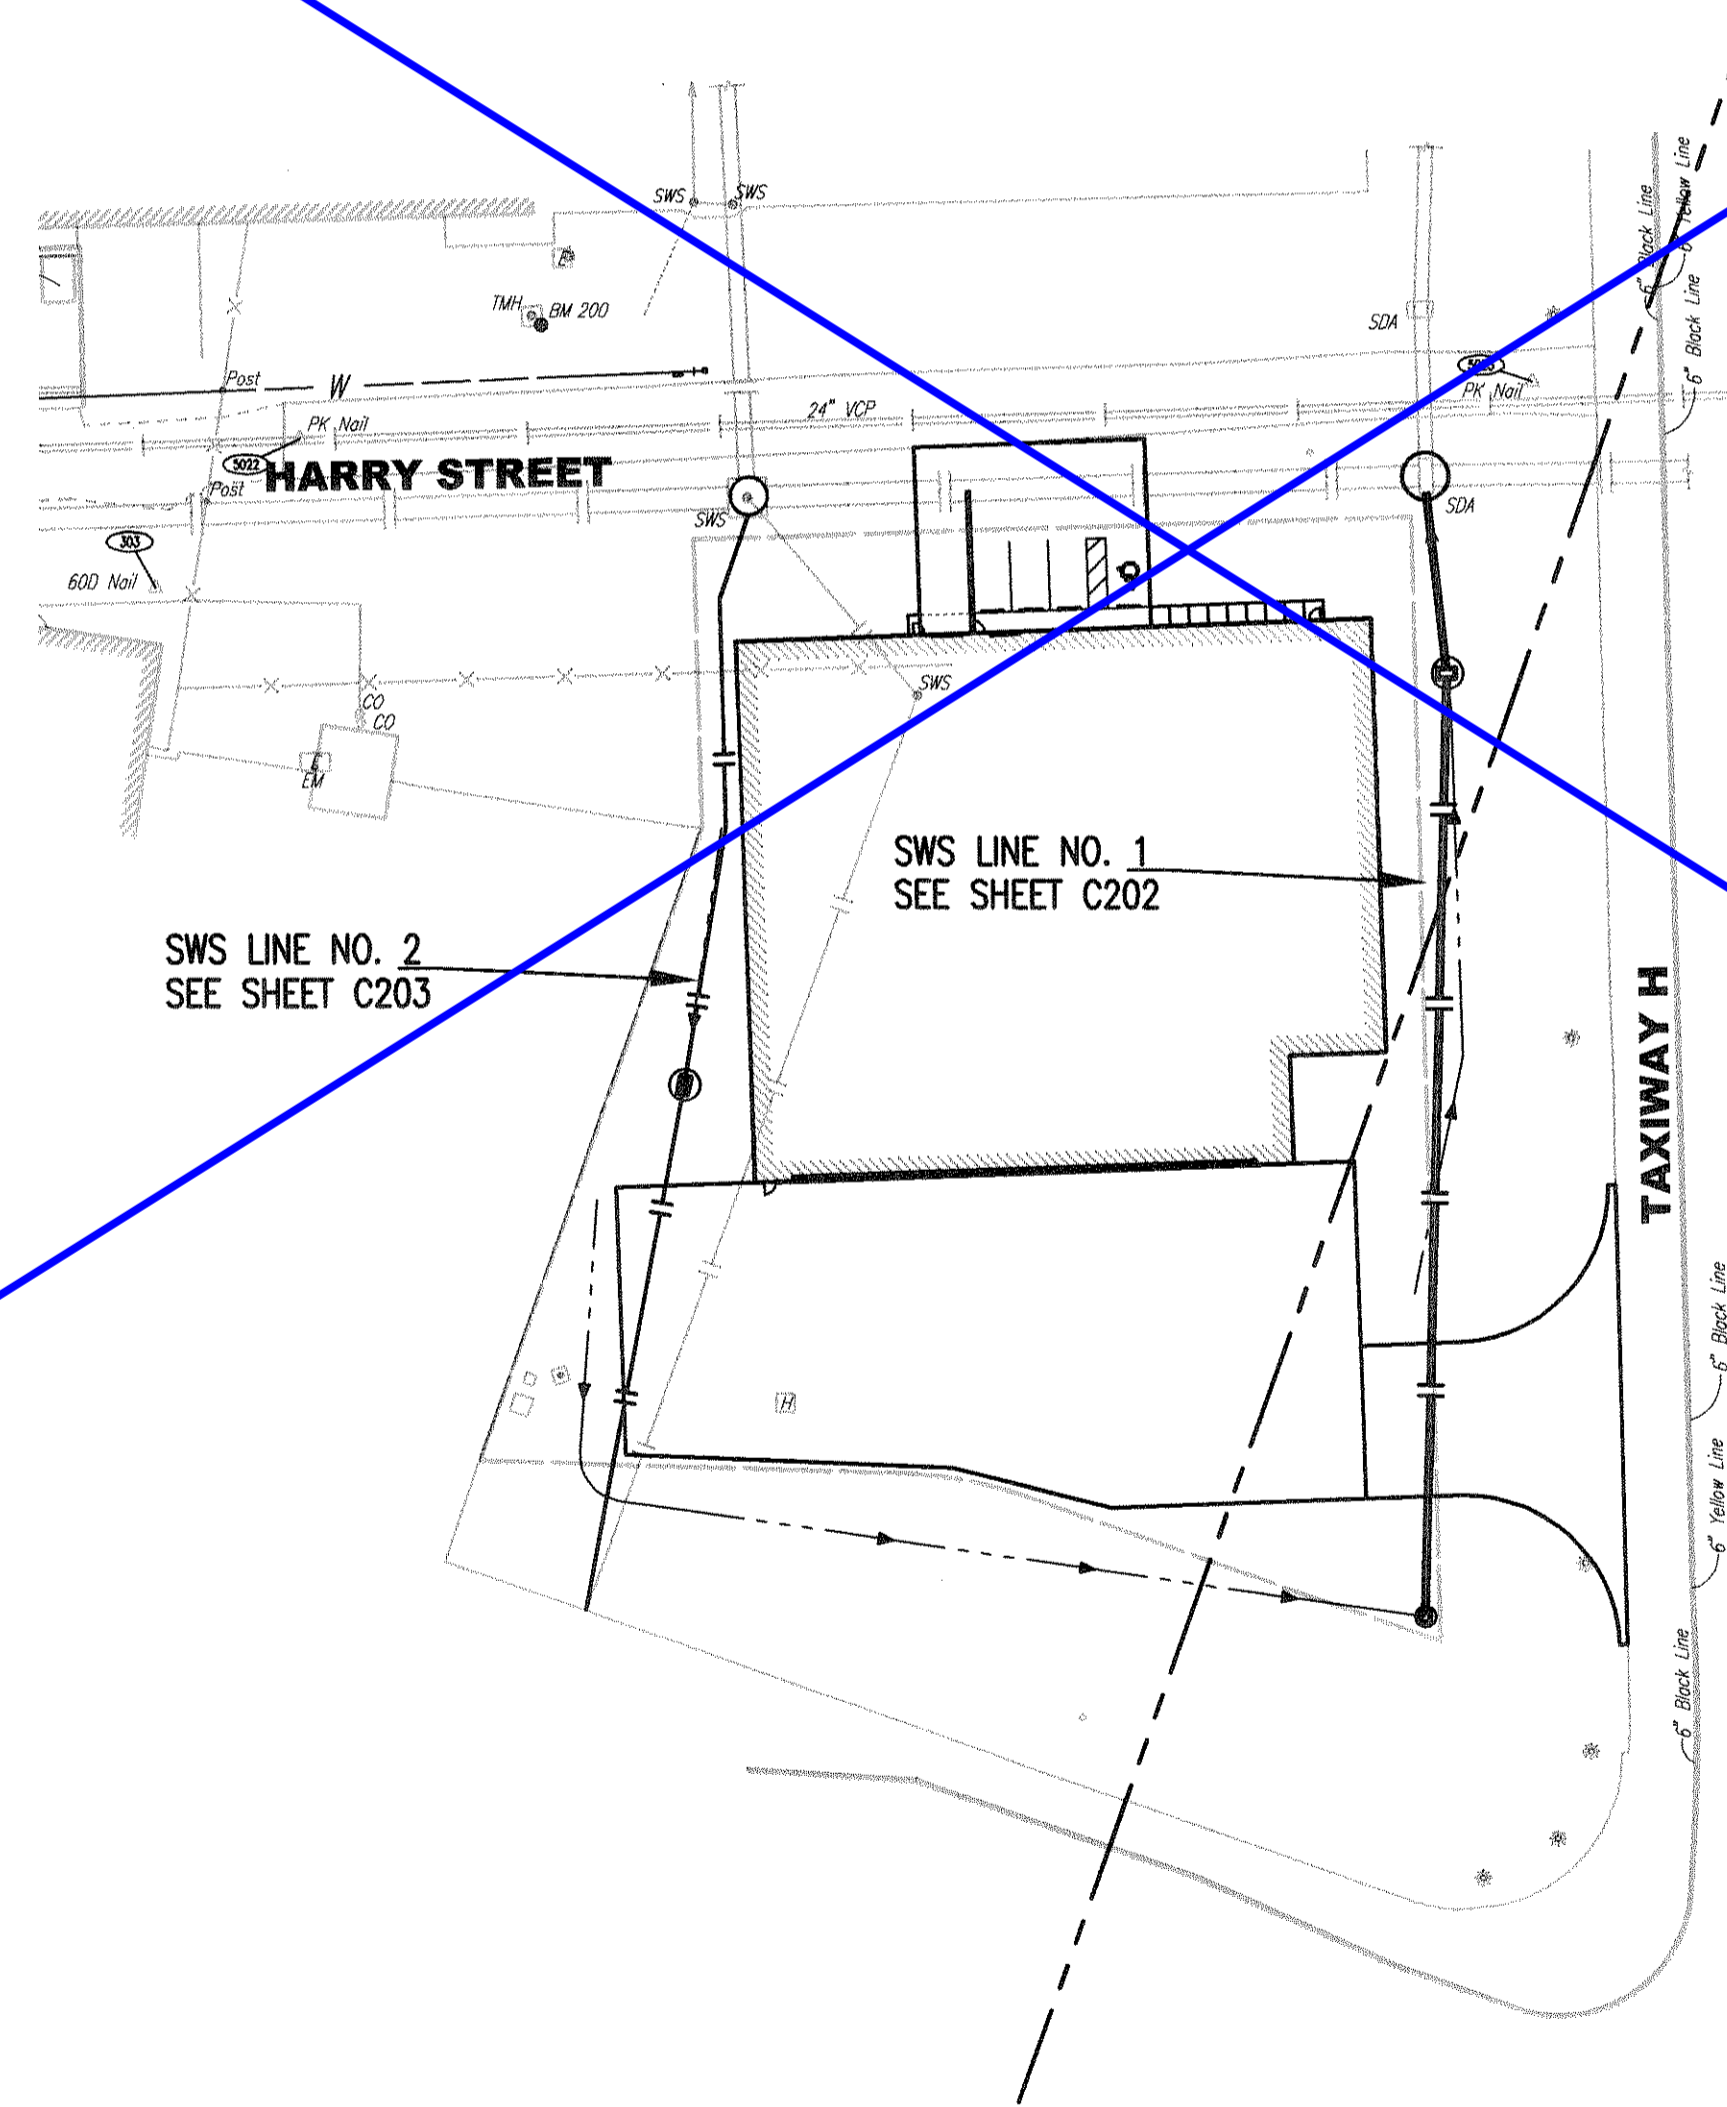 SWS
SWS
E
TMH
BM 200
SDA
6" Black Line
6" Yellow Line
6" Black Line
Post
W
24" VCP
PK Nail
PK Nail
5022
HARRY STREET
Post
SWS
SDA
303
60D Nail
SWS
CO
CO
E
EM
SWS LINE NO. 1
SEE SHEET C202
SWS LINE NO. 2
SEE SHEET C203
TAXIWAY H
H
6" Black Line
6" Yellow Line
6" Black Line